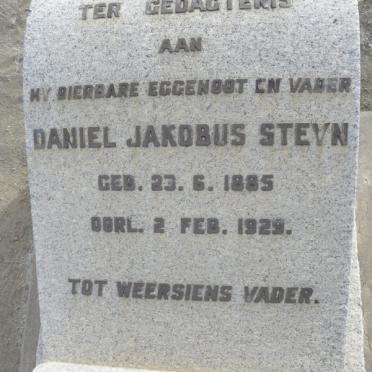 TER GEDAGTENIS
AAN
MY DIERBARE EGGENOOT EN VADER
DANIEL JAKOBUS STEYN
GEB. 23. 6. 1885
OORL. 2 FEB. 1929.
TOT WEERSIENS VADER.